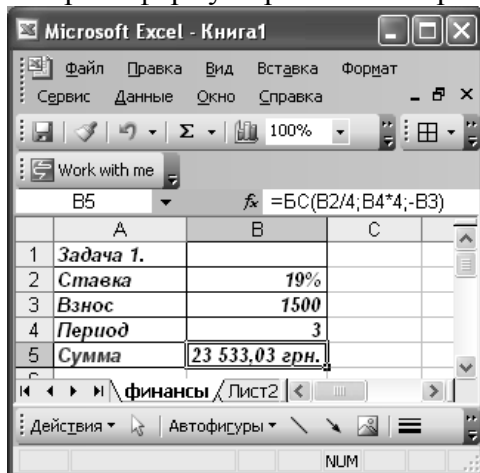 Microsoft Excel - Книга1
Файл Правка Вид Вставка Формат
Сервис Данные Окно Справка
100%
Work with me
B5 fx =БС(B2/4;B4*4;-B3)
A B C
1 Задача 1.
2 Ставка 19%
3 Взнос 1500
4 Период 3
5 Сумма 23 533,03 грн.
финансы Лист2
Действия Автофигуры
NUM